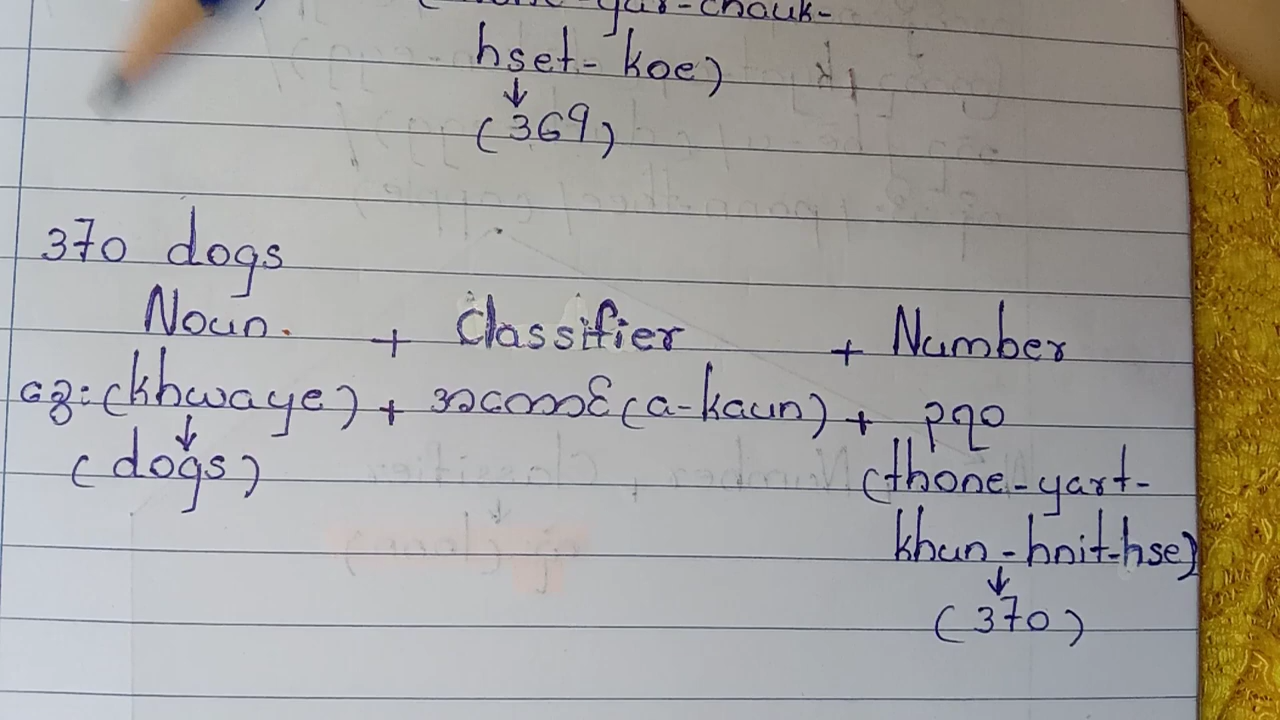 hset- koe)
↓
(369)
370 dogs
Noun. + Classifier + Number
ခွေး (khwaye) + အကောင် (a-kaun) + ၃၇၀
↓
(dogs)
(thone-yart-
khun-hnit-hse)
↓
(370)